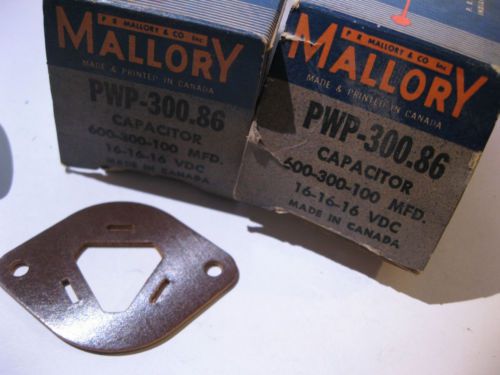 P R MALLORY & CO Inc
MALLORY
MADE & PRINTED IN CANADA
PWP-300.86
CAPACITOR
600-300-100 MFD.
16-16-16 VDC
MADE IN CANADA
P R MALLORY & CO Inc
MALLORY
MADE & PRINTED IN CANADA
PWP-300.86
CAPACITOR
600-300-100 MFD.
16-16-16 VDC
MADE IN CANADA